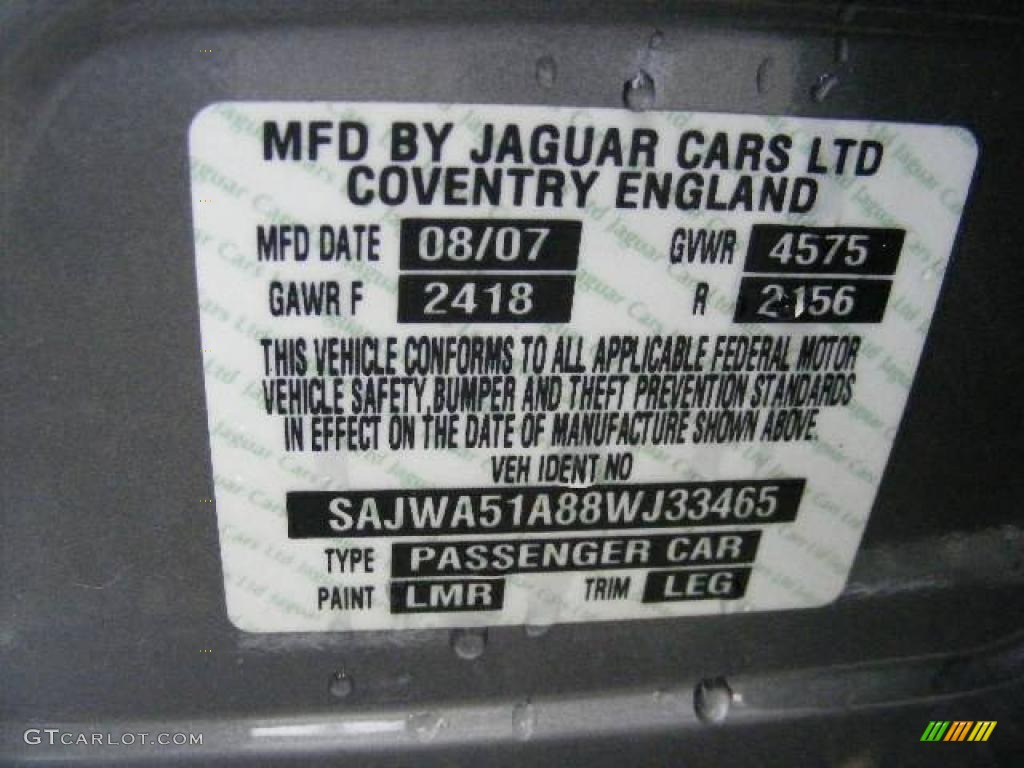 MFD BY JAGUAR CARS LTD
COVENTRY ENGLAND
MFD DATE 08/07 GVWR 4575
GAWR F 2418 R 2156
THIS VEHICLE CONFORMS TO ALL APPLICABLE FEDERAL MOTOR
VEHICLE SAFETY, BUMPER AND THEFT PREVENTION STANDARDS
IN EFFECT ON THE DATE OF MANUFACTURE SHOWN ABOVE.
VEH IDENT NO
SAJWA51A88WJ33465
TYPE PASSENGER CAR
PAINT LMR TRIM LEG
GTCARLOT.COM